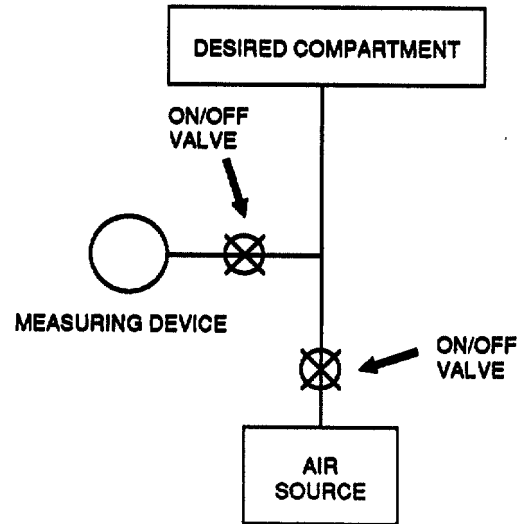 DESIRED COMPARTMENT
ON/OFF
VALVE
MEASURING DEVICE
ON/OFF
VALVE
AIR
SOURCE